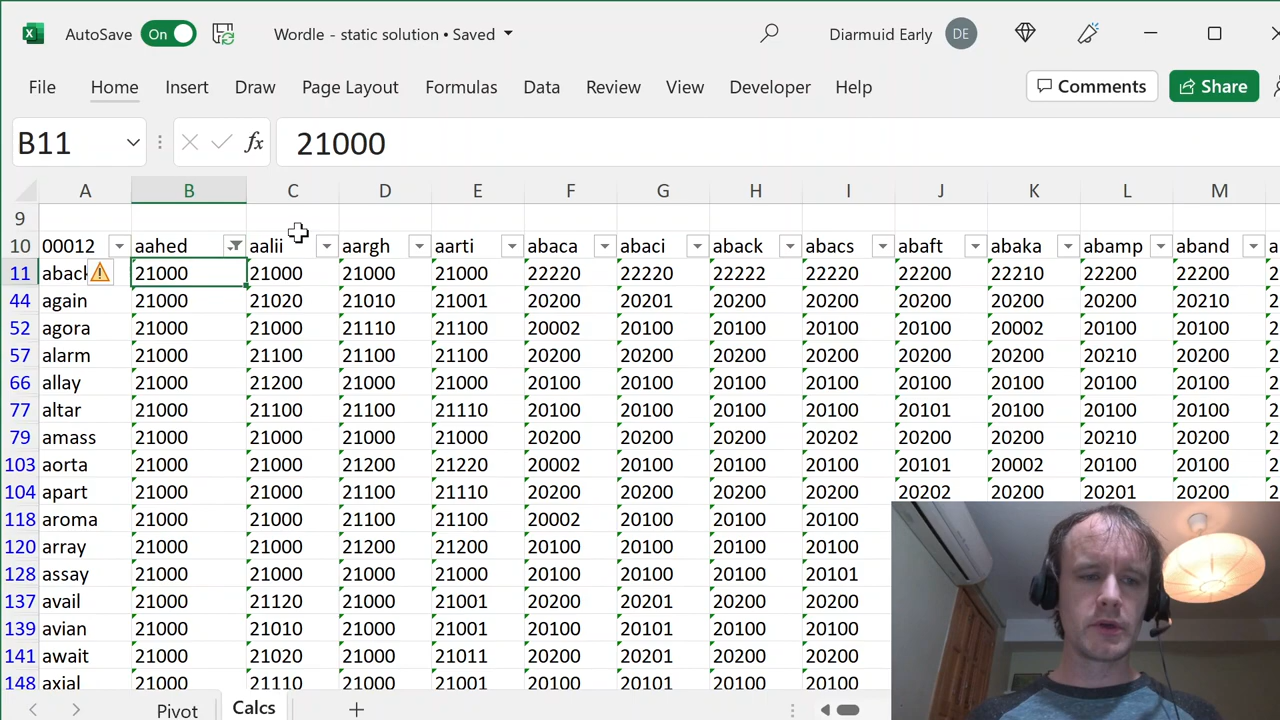 AutoSave On Wordle - static solution • Saved Diarmuid Early DE
File Home Insert Draw Page Layout Formulas Data Review View Developer Help Comments Share
B11 fx 21000
A B C D E F G H I J K L M
9
10 00012 aahed aalii aargh aarti abaca abaci aback abacs abaft abaka abamp aband a
11 aback 21000 21000 21000 21000 22220 22220 22222 22220 22200 22210 22200 22200 2
44 again 21000 21020 21010 21001 20200 20201 20200 20200 20200 20200 20200 20210 2
52 agora 21000 21000 21110 21100 20002 20100 20100 20100 20100 20002 20100 20100 2
57 alarm 21000 21100 21100 21100 20200 20200 20200 20200 20200 20200 20210 20200 2
66 allay 21000 21200 21000 21000 20100 20100 20100 20100 20100 20100 20100 20100 2
77 altar 21000 21100 21100 21110 20100 20100 20100 20100 20101 20100 20100 20100 2
79 amass 21000 21000 21000 21000 20200 20200 20200 20202 20200 20200 20210 20200 2
103 aorta 21000 21000 21200 21220 20002 20100 20100 20100 20101 20002 20100 20100 2
104 apart 21000 21000 21100 21110 20200 20200 20200 20200 20202 20200 20201 20200 2
118 aroma 21000 21000 21100 21100 20002 20100 20100 20100
120 array 21000 21000 21200 21200 20100 20100 20100 20100
128 assay 21000 21000 21000 21000 20100 20100 20100 20101
137 avail 21000 21120 21000 21001 20200 20201 20200 20200
139 avian 21000 21010 21000 21001 20100 20101 20100 20100
141 await 21000 21020 21000 21011 20200 20201 20200 20200
148 axial 21000 21110 21000 21001 20100 20101 20100 20100
Pivot Calcs